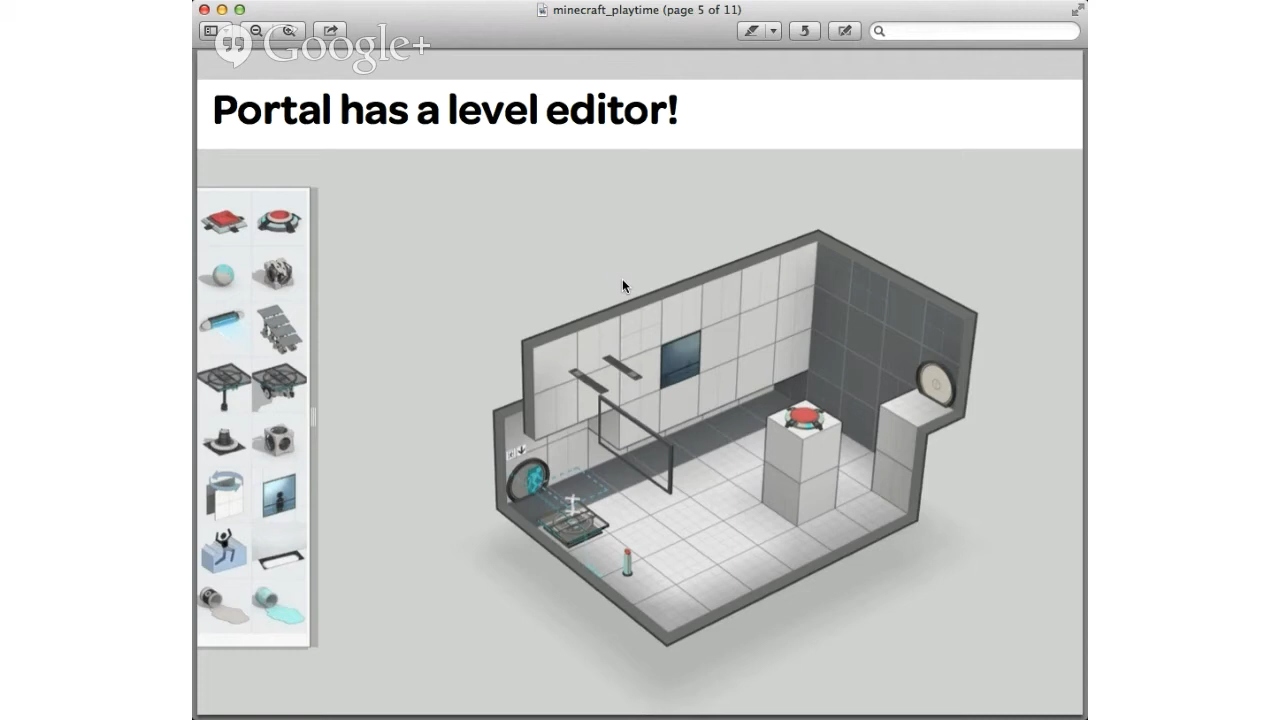 minecraft_playtime (page 5 of 11)
Google+
Portal has a level editor!